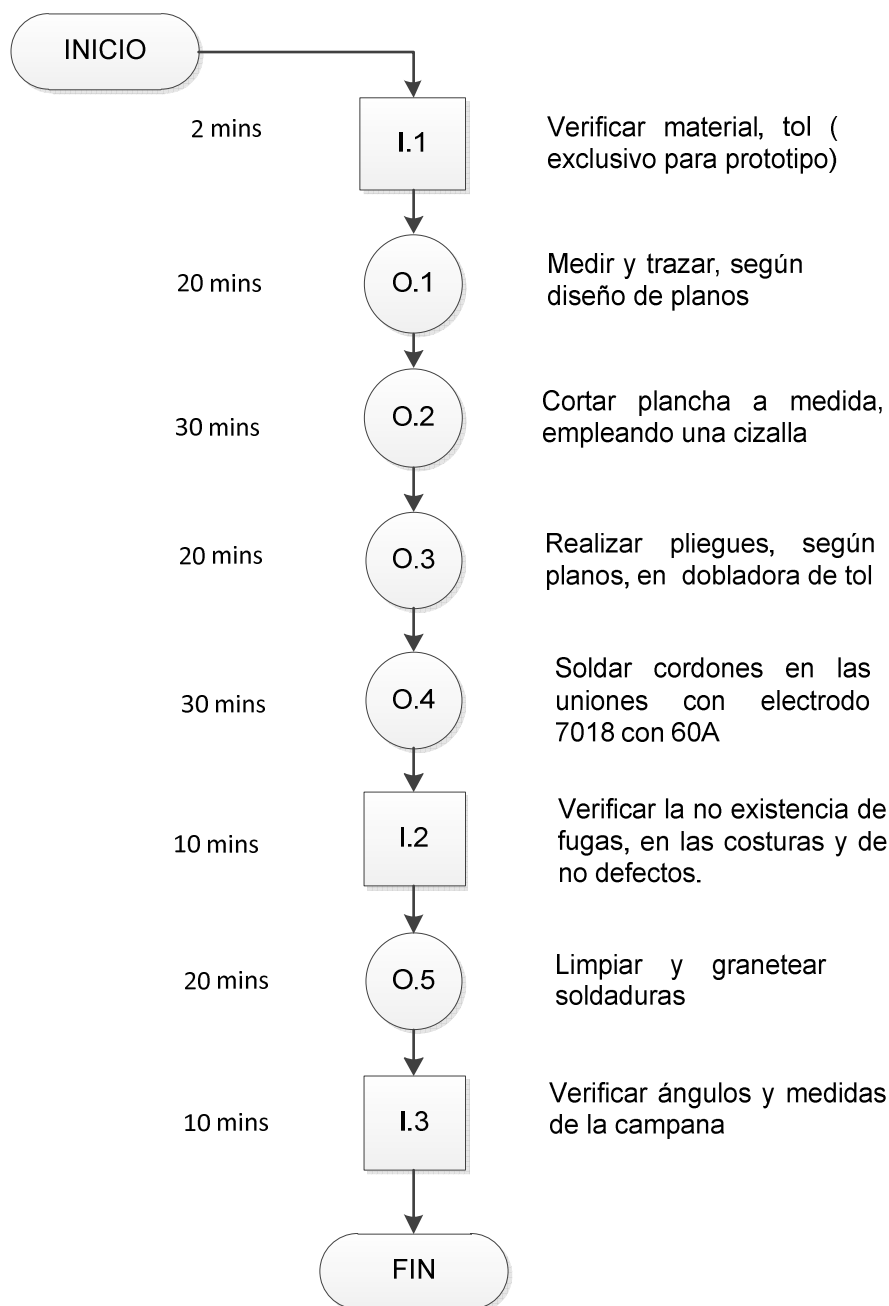 INICIO
2 mins
I.1
Verificar material, tol (
exclusivo para prototipo)
20 mins
O.1
Medir y trazar, según
diseño de planos
30 mins
O.2
Cortar plancha a medida,
empleando una cizalla
20 mins
O.3
Realizar pliegues, según
planos, en dobladora de tol
30 mins
O.4
Soldar cordones en las
uniones con electrodo
7018 con 60A
10 mins
I.2
Verificar la no existencia de
fugas, en las costuras y de
no defectos.
20 mins
O.5
Limpiar y granetear
soldaduras
10 mins
I.3
Verificar ángulos y medidas
de la campana
FIN